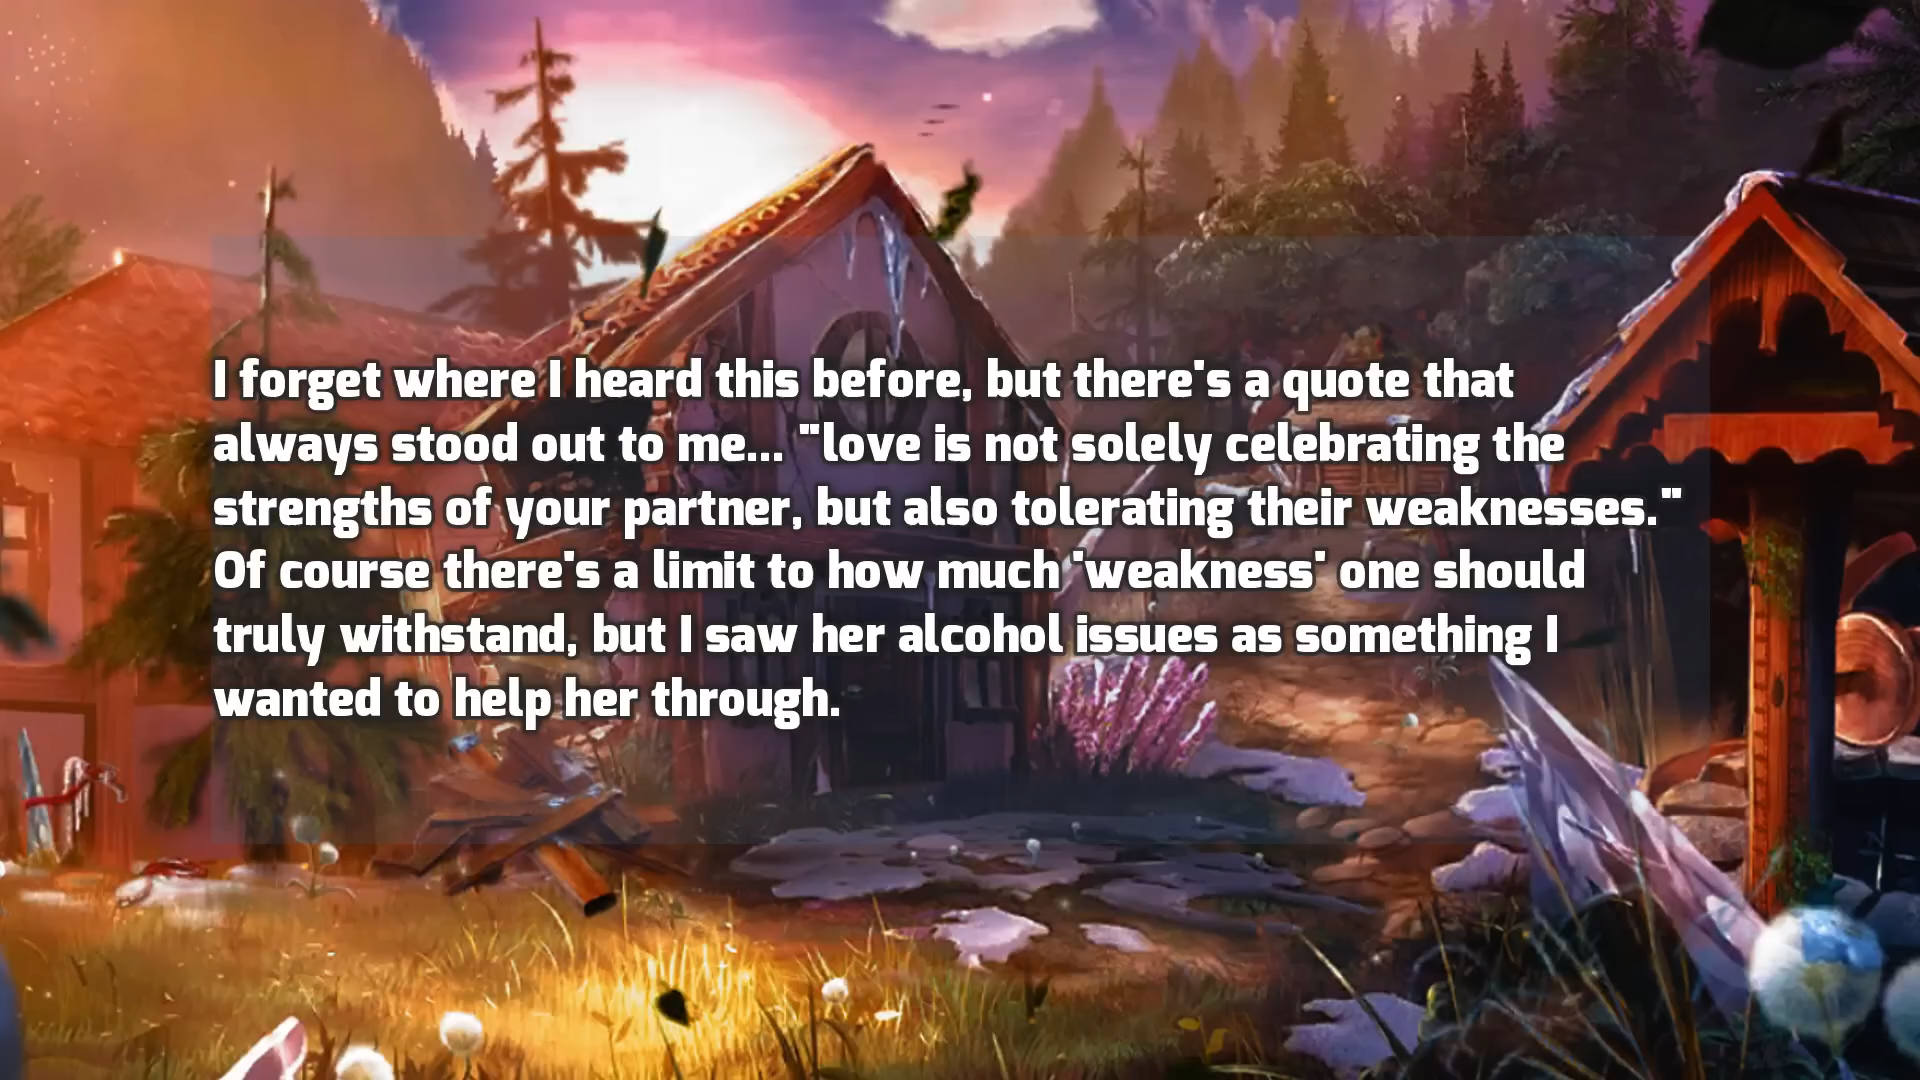 I forget where I heard this before, but there's a quote that
always stood out to me... "love is not solely celebrating the
strengths of your partner, but also tolerating their weaknesses."
Of course there's a limit to how much 'weakness' one should
truly withstand, but I saw her alcohol issues as something I
wanted to help her through.